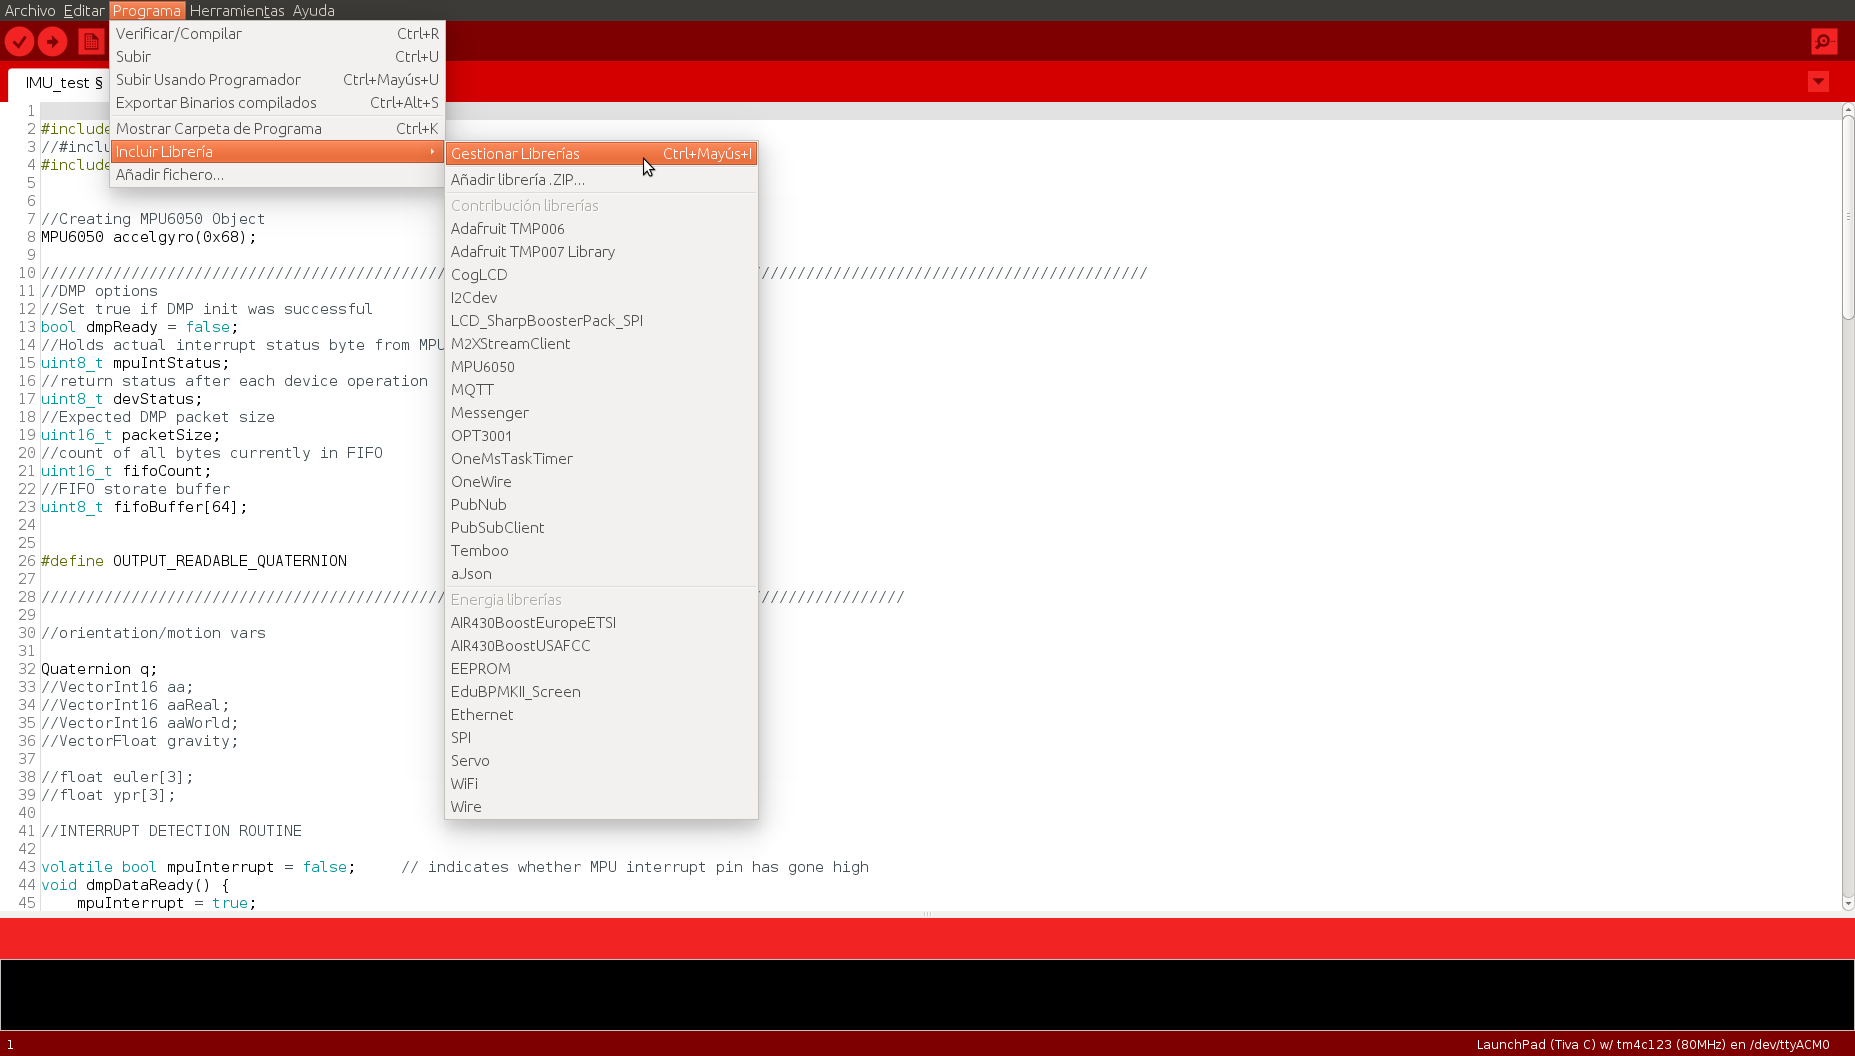 Archivo Editar Programa Herramientas Ayuda
Verificar/Compilar Ctrl+R
Subir Ctrl+U
Subir Usando Programador Ctrl+Mayús+U
Exportar Binarios compilados Ctrl+Alt+S
Mostrar Carpeta de Programa Ctrl+K
Incluir Librería
Añadir fichero...
Gestionar Librerías Ctrl+Mayús+I
Añadir librería .ZIP...
Contribución librerías
Adafruit TMP006
Adafruit TMP007 Library
CogLCD
I2Cdev
LCD_SharpBoosterPack_SPI
M2XStreamClient
MPU6050
MQTT
Messenger
OPT3001
OneMsTaskTimer
OneWire
PubNub
PubSubClient
Temboo
aJson
Energia librerías
AIR430BoostEuropeETSI
AIR430BoostUSAFCC
EEPROM
EduBPMKII_Screen
Ethernet
SPI
Servo
WiFi
Wire
IMU_test §
1
2 #include
3 //#inclu
4 #include
5
6
7 //Creating MPU6050 Object
8 MPU6050 accelgyro(0x68);
9
10 ///////////////////////////////////////////// ///////////////////////////////////////////
11 //DMP options
12 //Set true if DMP init was successful
13 bool dmpReady = false;
14 //Holds actual interrupt status byte from MPU
15 uint8_t mpuIntStatus;
16 //return status after each device operation
17 uint8_t devStatus;
18 //Expected DMP packet size
19 uint16_t packetSize;
20 //count of all bytes currently in FIFO
21 uint16_t fifoCount;
22 //FIFO storate buffer
23 uint8_t fifoBuffer[64];
24
25
26 #define OUTPUT_READABLE_QUATERNION
27
28 ///////////////////////////////////////////// ////////////////
29
30 //orientation/motion vars
31
32 Quaternion q;
33 //VectorInt16 aa;
34 //VectorInt16 aaReal;
35 //VectorInt16 aaWorld;
36 //VectorFloat gravity;
37
38 //float euler[3];
39 //float ypr[3];
40
41 //INTERRUPT DETECTION ROUTINE
42
43 volatile bool mpuInterrupt = false; // indicates whether MPU interrupt pin has gone high
44 void dmpDataReady() {
45 mpuInterrupt = true;
1 LaunchPad (Tiva C) w/ tm4c123 (80MHz) en /dev/ttyACM0